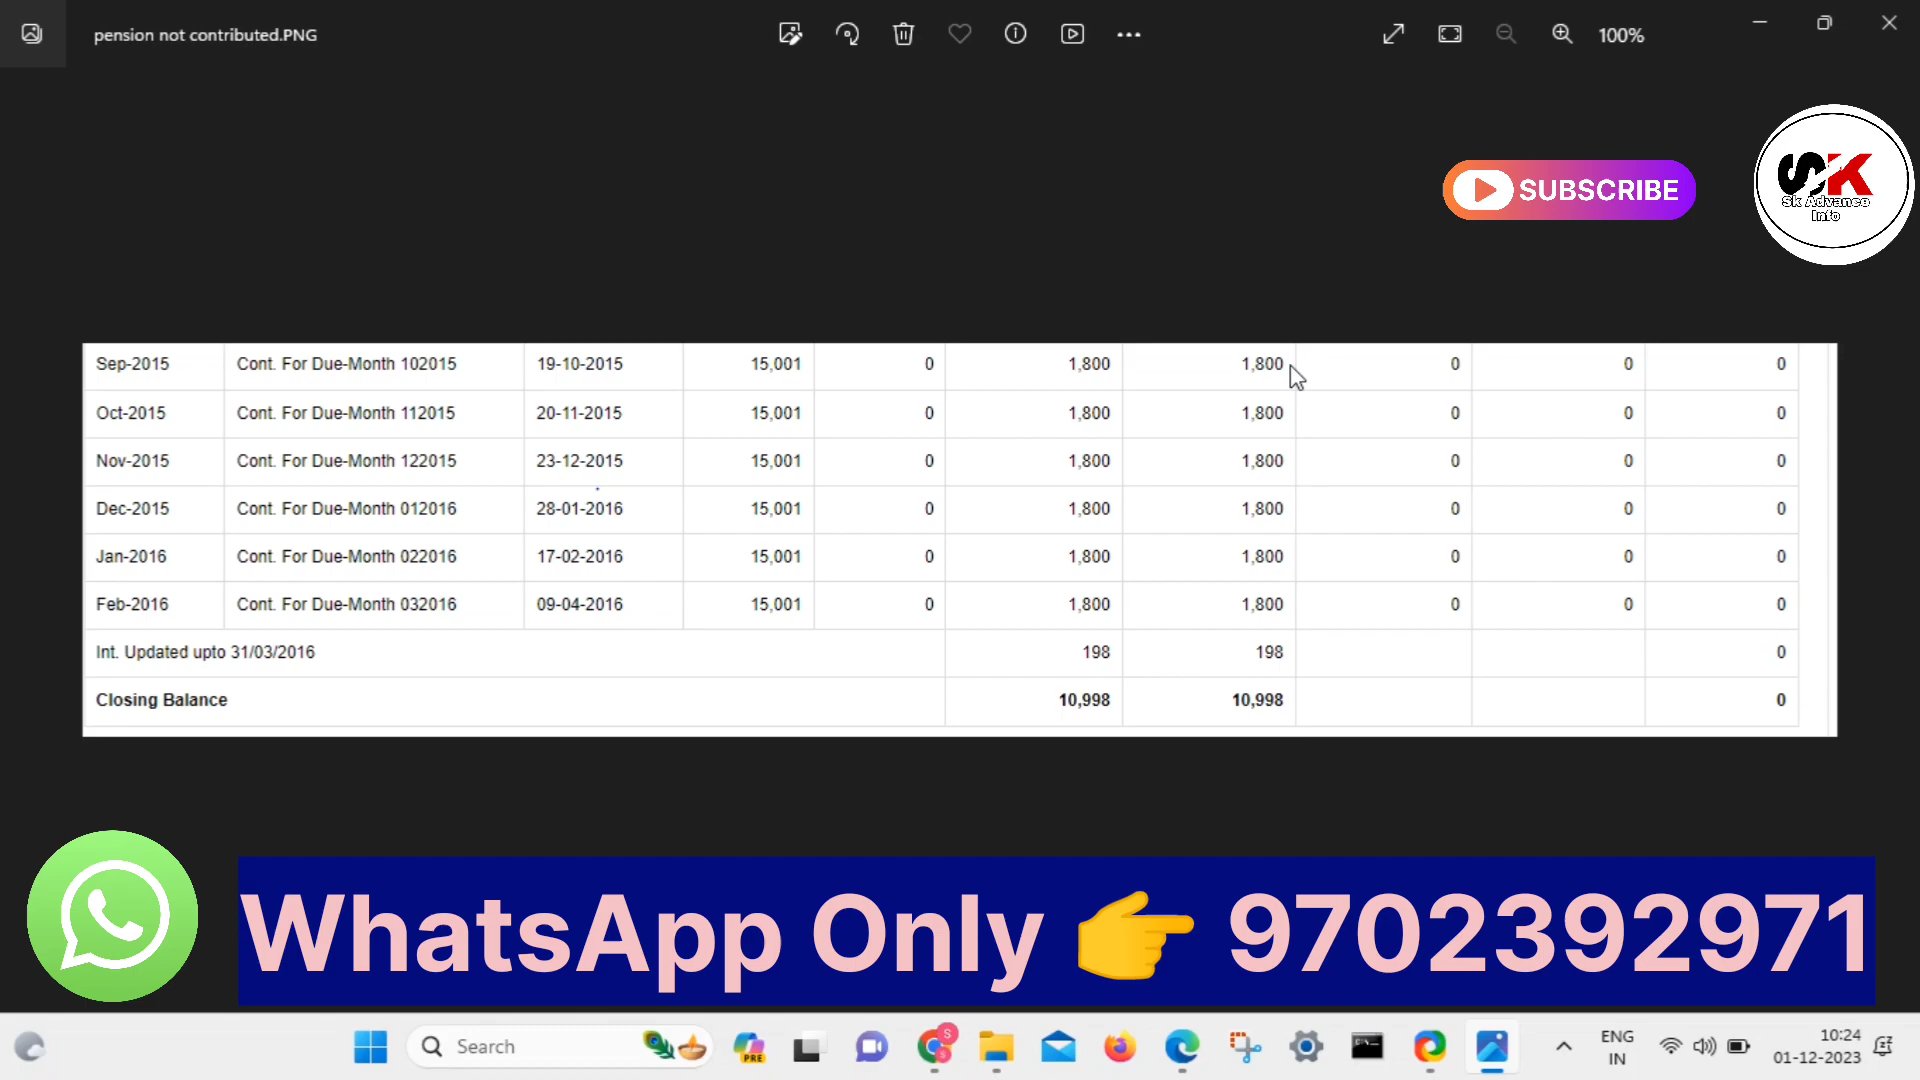 pension not contributed.PNG
100%
SUBSCRIBE
SK
Sk Advance
Info
Sep-2015 Cont. For Due-Month 102015 19-10-2015 15,001 0 1,800 1,800 0 0 0
Oct-2015 Cont. For Due-Month 112015 20-11-2015 15,001 0 1,800 1,800 0 0 0
Nov-2015 Cont. For Due-Month 122015 23-12-2015 15,001 0 1,800 1,800 0 0 0
Dec-2015 Cont. For Due-Month 012016 28-01-2016 15,001 0 1,800 1,800 0 0 0
Jan-2016 Cont. For Due-Month 022016 17-02-2016 15,001 0 1,800 1,800 0 0 0
Feb-2016 Cont. For Due-Month 032016 09-04-2016 15,001 0 1,800 1,800 0 0 0
Int. Updated upto 31/03/2016 198 198 0
Closing Balance 10,998 10,998 0
WhatsApp Only 👉 9702392971
Search
PRE
S
S
ENG
IN
10:24
01-12-2023